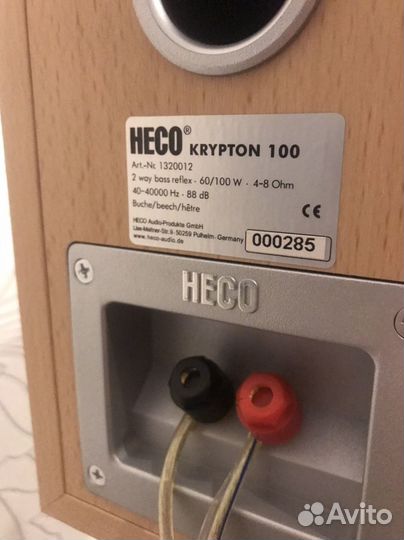 HECO® KRYPTON 100
Art.-Nr. 1320012
2 way bass reflex - 60/100 W - 4-8 Ohm
40-40000 Hz - 88 dB
Buche/beech/hêtre
HECO Audio-Produkte GmbH
Lise-Meitner-Str. 9 - 50259 Pulheim - Germany
www.heco-audio.de
000285
CE
HECO
Avito